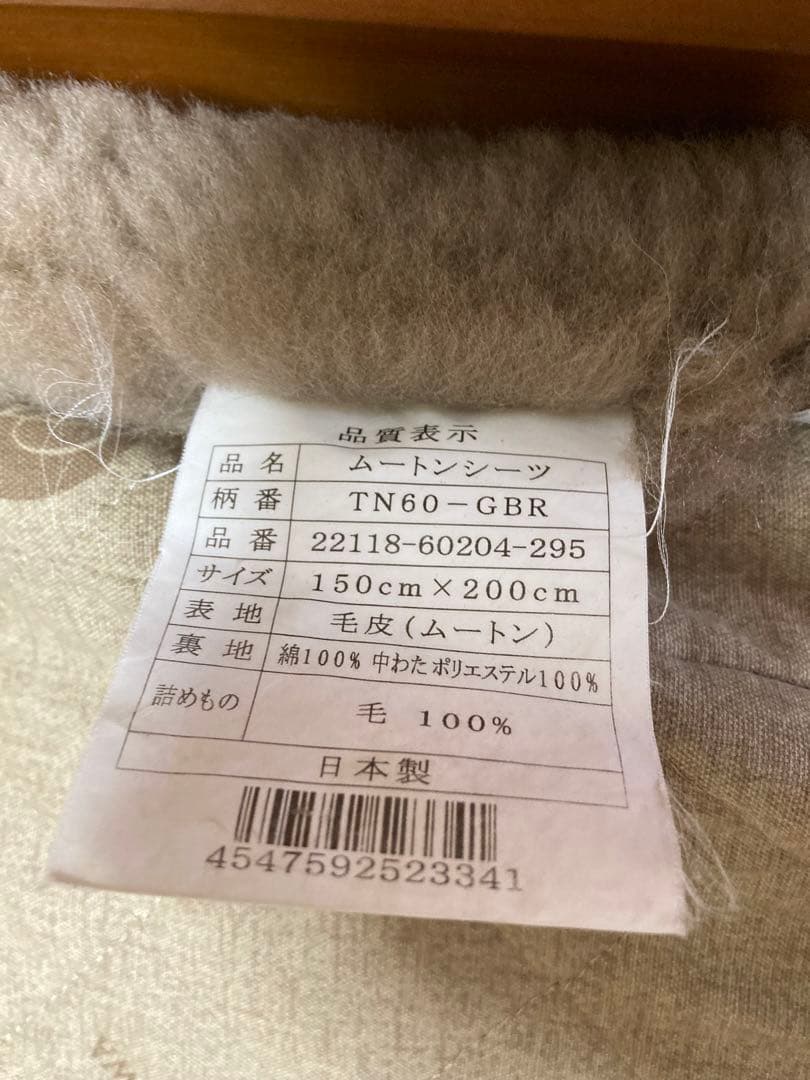 品質表示
品名 ムートンシーツ
柄番 TN60-GBR
品番 22118-60204-295
サイズ 150cm×200cm
表地 毛皮(ムートン)
裏地 綿100% 中わたポリエステル100%
詰めもの 毛 100%
日本製
4547592523341